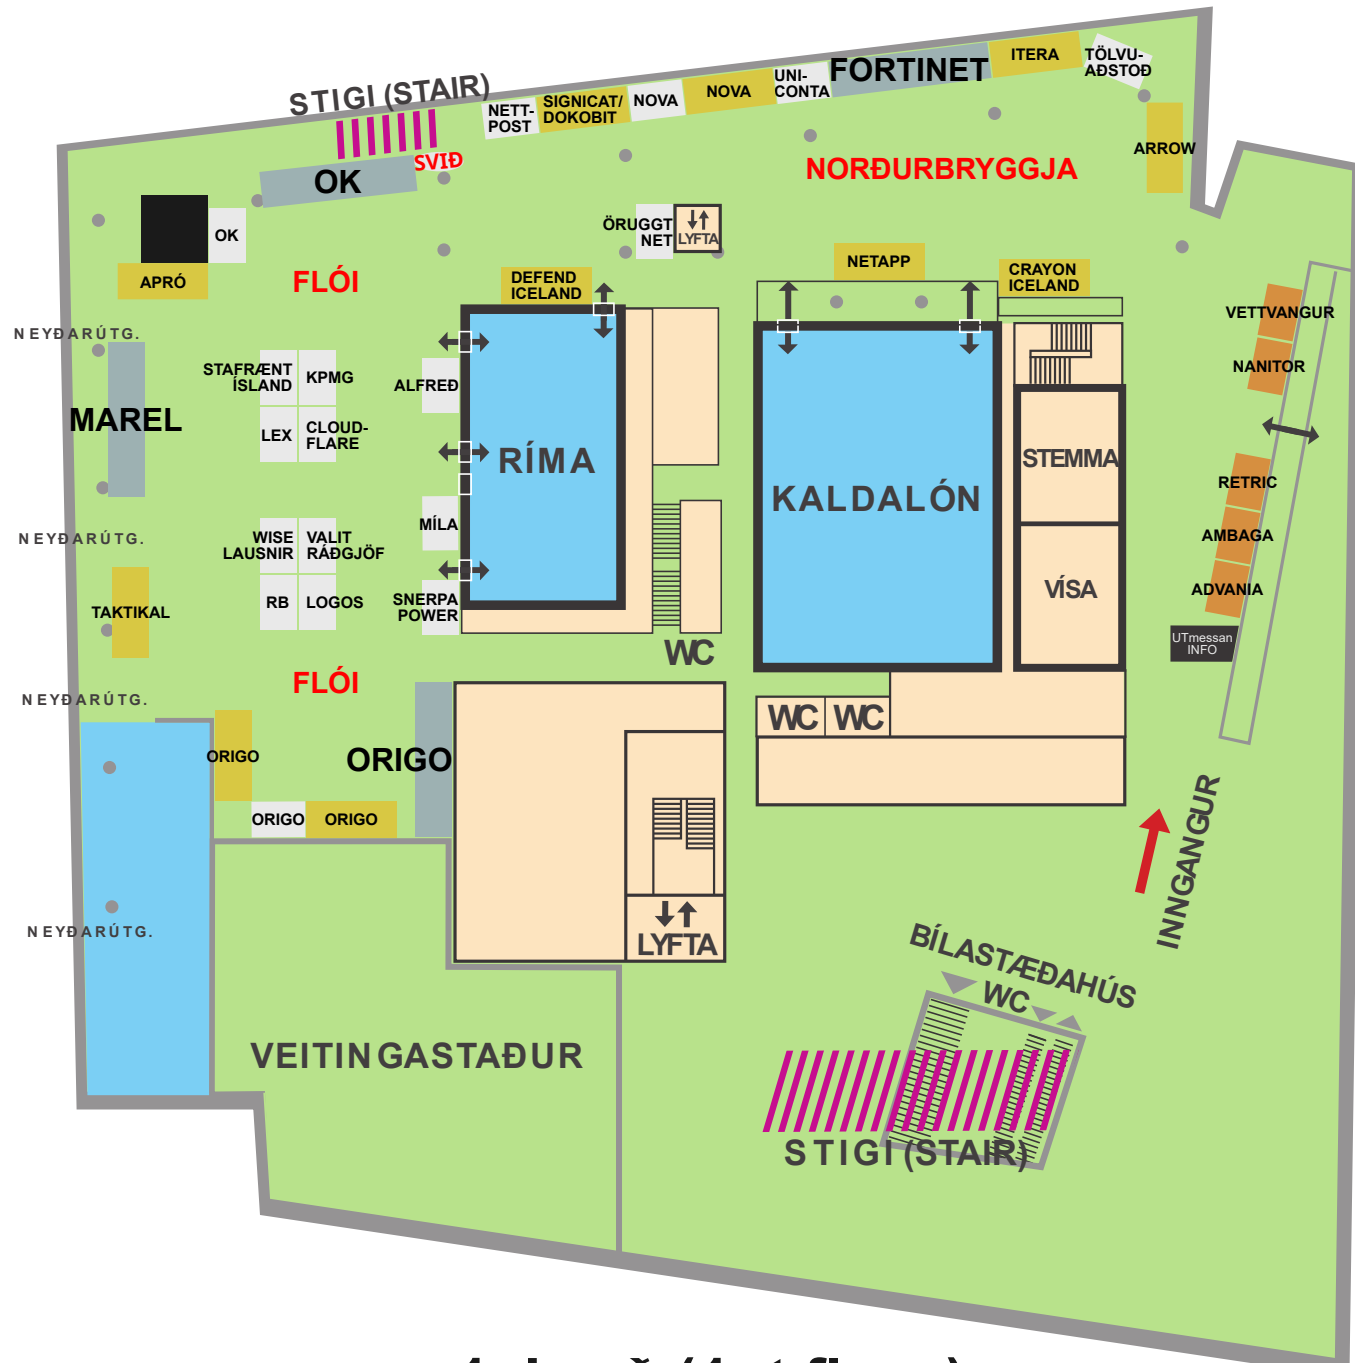 STIGI (STAIR)
NETT-
POST
SIGNICAT/
DOKOBIT
NOVA
NOVA
UNI-
CONTA
FORTINET
ITERA
TÖLVU-
AÐSTOÐ
ARROW
SVIÐ
OK
NORÐURBRYGGJA
OK
APRÓ
FLÓI
ÖRUGGT
NET
LYFTA
DEFEND
ICELAND
NETAPP
CRAYON
ICELAND
VETTVANGUR
NANITOR
NEYÐARÚTG.
MAREL
STAFRÆNT
ÍSLAND
KPMG
LEX
CLOUD-
FLARE
ALFREÐ
RÍMA
KALDALÓN
STEMMA
VÍSA
RETRIC
AMBAGA
ADVANIA
UTmessan
INFO
NEYÐARÚTG.
WISE
LAUSNIR
VALIT
RÁÐGJÖF
RB
LOGOS
MÍLA
SNERPA
POWER
TAKTIKAL
WC
FLÓI
NEYÐARÚTG.
ORIGO
ORIGO
ORIGO
ORIGO
WC
WC
INNGANGUR
NEYÐARÚTG.
LYFTA
BÍLASTÆÐAHÚS
WC
VEITINGASTAÐUR
STIGI (STAIR)